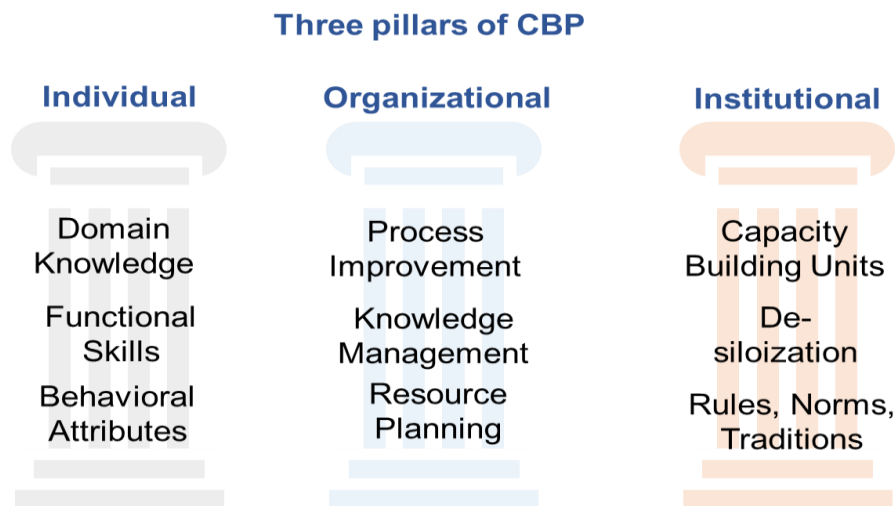 Three pillars of CBP
Individual
Domain
Knowledge
Functional
Skills
Behavioral
Attributes
Organizational
Process
Improvement
Knowledge
Management
Resource
Planning
Institutional
Capacity
Building Units
De-
siloization
Rules, Norms,
Traditions